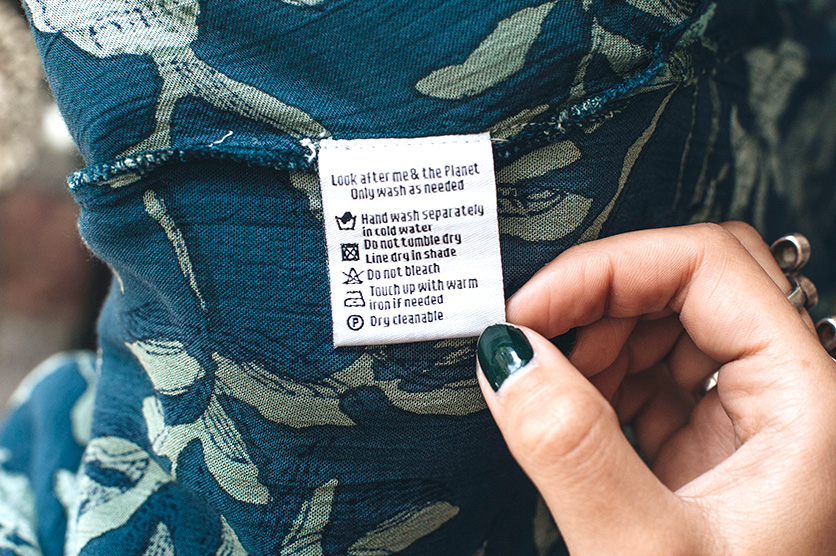 Look after me & the Planet
Only wash as needed
Hand wash separately
in cold water
Do not tumble dry
Line dry in shade
Do not bleach
Touch up with warm
iron if needed
P Dry cleanable